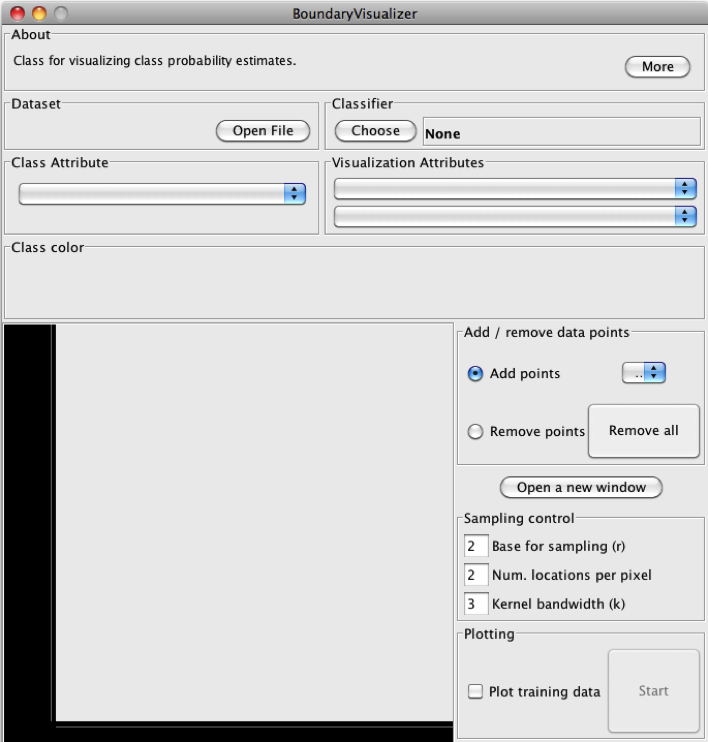 BoundaryVisualizer
About
Class for visualizing class probability estimates.
More
Dataset
Open File
Classifier
Choose
None
Class Attribute
Visualization Attributes
Class color
Add / remove data points
Add points
..
Remove points
Remove all
Open a new window
Sampling control
2 Base for sampling (r)
2 Num. locations per pixel
3 Kernel bandwidth (k)
Plotting
Plot training data
Start